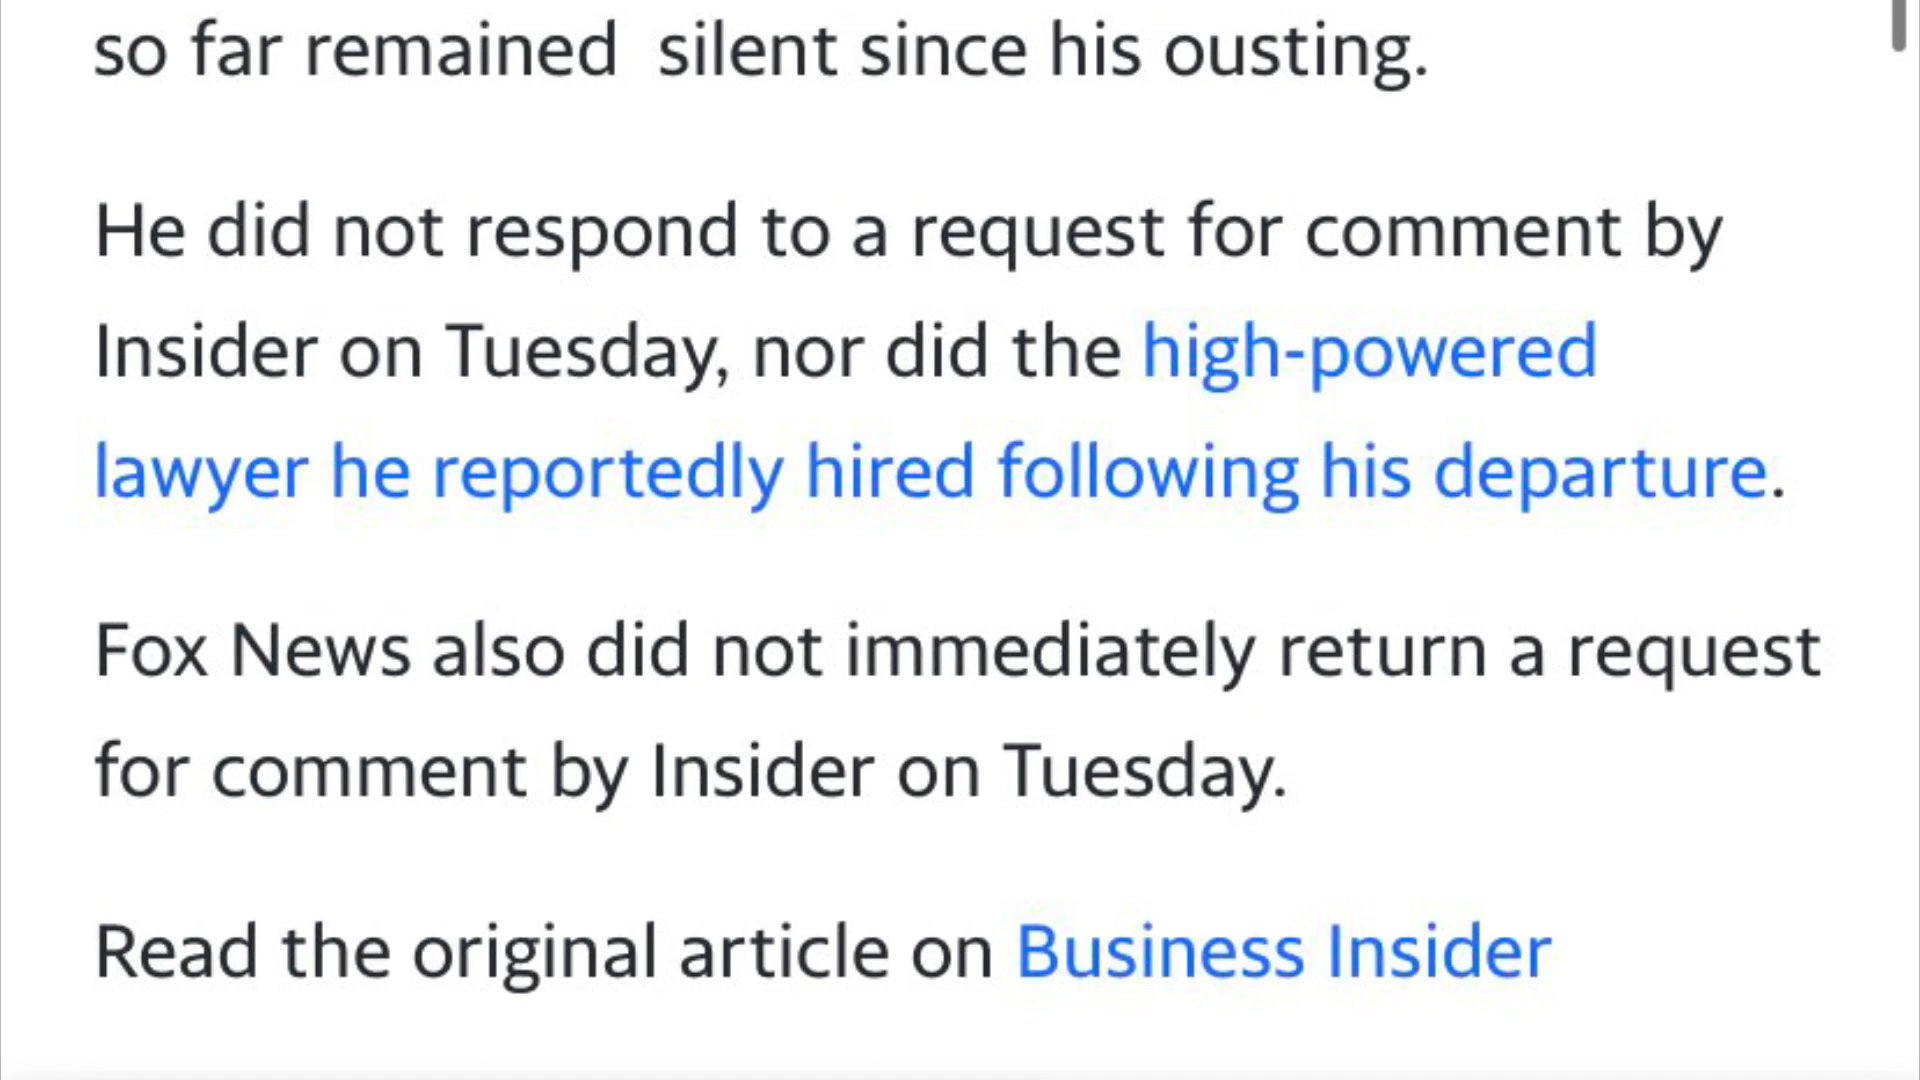 so far remained  silent since his ousting.
He did not respond to a request for comment by
Insider on Tuesday, nor did the high-powered
lawyer he reportedly hired following his departure.
Fox News also did not immediately return a request
for comment by Insider on Tuesday.
Read the original article on Business Insider